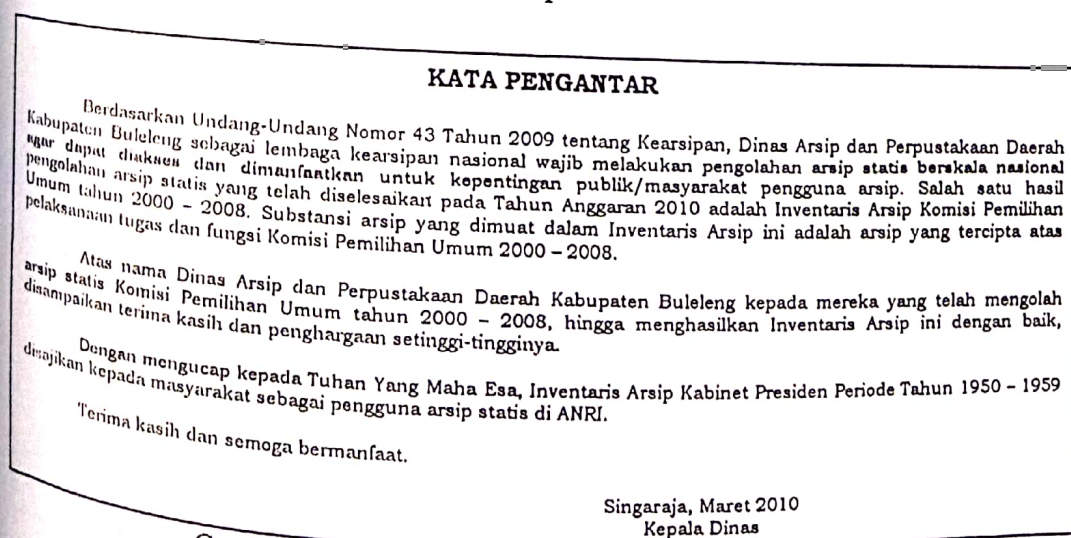 KATA PENGANTAR
Berdasarkan Undang-Undang Nomor 43 Tahun 2009 tentang Kearsipan, Dinas Arsip dan Perpustakaan Daerah
Kabupaten Buleleng sebagai lembaga kearsipan nasional wajib melakukan pengolahan arsip statis berskala nasional
agar dapat diakses dan dimanfaatkan untuk kepentingan publik/masyarakat pengguna arsip. Salah satu hasil
pengolahan arsip statis yang telah diselesaikan pada Tahun Anggaran 2010 adalah Inventaris Arsip Komisi Pemilihan
Umum tahun 2000 – 2008. Substansi arsip yang dimuat dalam Inventaris Arsip ini adalah arsip yang tercipta atas
pelaksanaan tugas dan fungsi Komisi Pemilihan Umum 2000 – 2008.
Atas nama Dinas Arsip dan Perpustakaan Daerah Kabupaten Buleleng kepada mereka yang telah mengolah
arsip statis Komisi Pemilihan Umum tahun 2000 – 2008, hingga menghasilkan Inventaris Arsip ini dengan baik,
disampaikan terima kasih dan penghargaan setinggi-tingginya.
Dengan mengucap kepada Tuhan Yang Maha Esa, Inventaris Arsip Kabinet Presiden Periode Tahun 1950 – 1959
disajikan kepada masyarakat sebagai pengguna arsip statis di ANRI.
Terima kasih dan semoga bermanfaat.
Singaraja, Maret 2010
Kepala Dinas